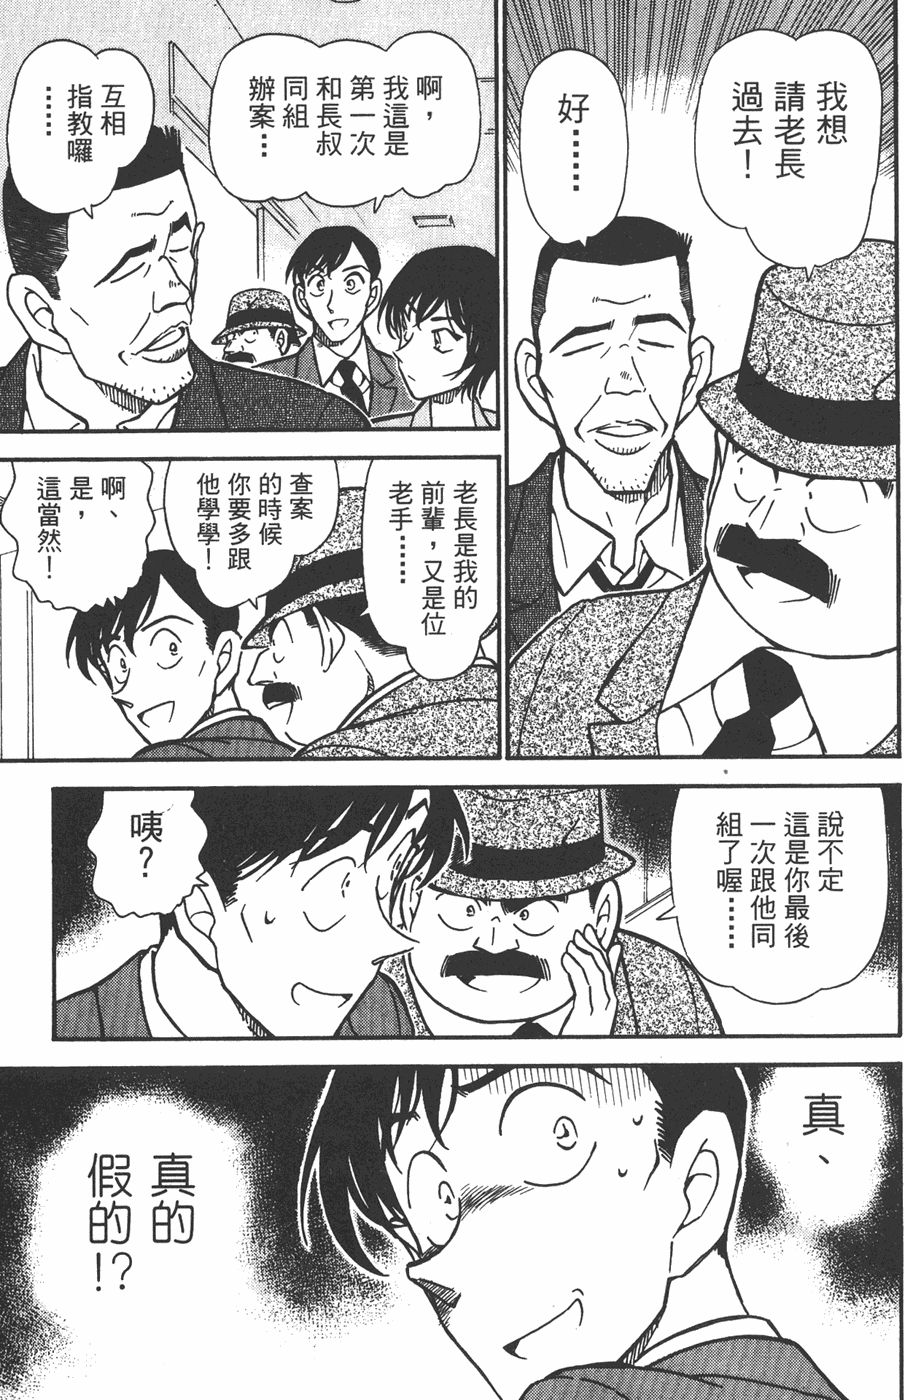 我想
請老長
過去！
好⋯⋯
啊，
我這是
第一次
和長叔
同組
辦案⋯
互相
指教囉
⋯⋯
老長是我的
前輩，又是位
老手⋯⋯
查案
的時候
你要多跟
他學學！
啊、
是，
這當然！
說不定
這是你最後
一次跟他同
組了喔⋯⋯
咦？
真、
真的
假的!?